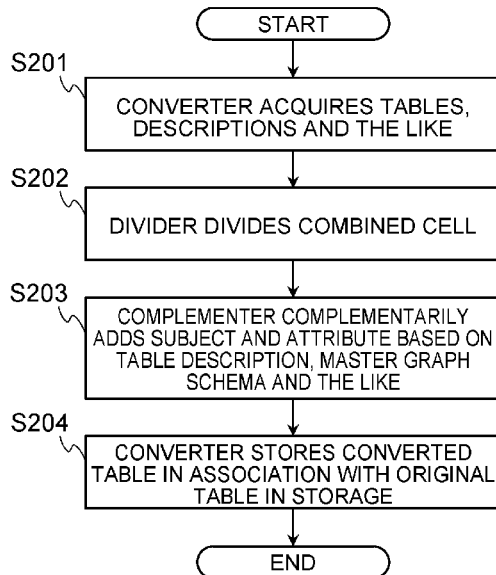 START
S201
CONVERTER ACQUIRES TABLES,
DESCRIPTIONS AND THE LIKE
S202
DIVIDER DIVIDES COMBINED CELL
S203
COMPLEMENTER COMPLEMENTARILY
ADDS SUBJECT AND ATTRIBUTE BASED ON
TABLE DESCRIPTION, MASTER GRAPH
SCHEMA AND THE LIKE
S204
CONVERTER STORES CONVERTED
TABLE IN ASSOCIATION WITH ORIGINAL
TABLE IN STORAGE
END